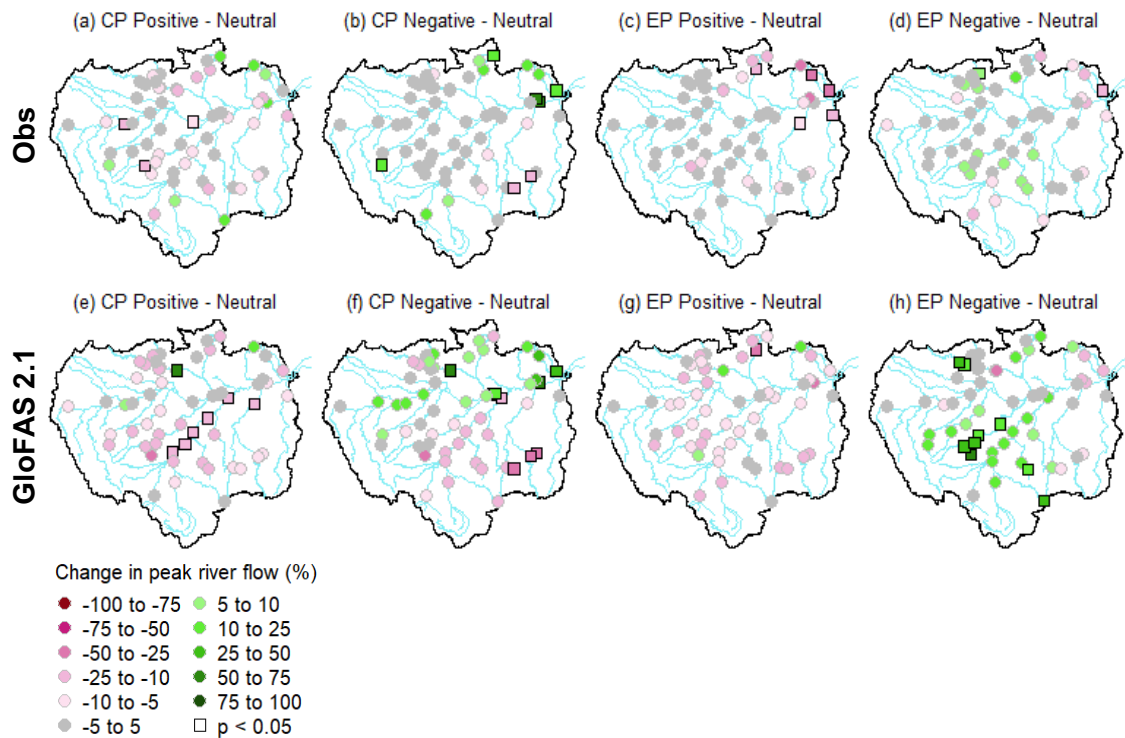 (a) CP Positive - Neutral (b) CP Negative - Neutral (c) EP Positive - Neutral (d) EP Negative - Neutral
Obs
(e) CP Positive - Neutral (f) CP Negative - Neutral (g) EP Positive - Neutral (h) EP Negative - Neutral
GloFAS 2.1
Change in peak river flow (%)
-100 to -75 5 to 10
-75 to -50 10 to 25
-50 to -25 25 to 50
-25 to -10 50 to 75
-10 to -5 75 to 100
-5 to 5 p < 0.05